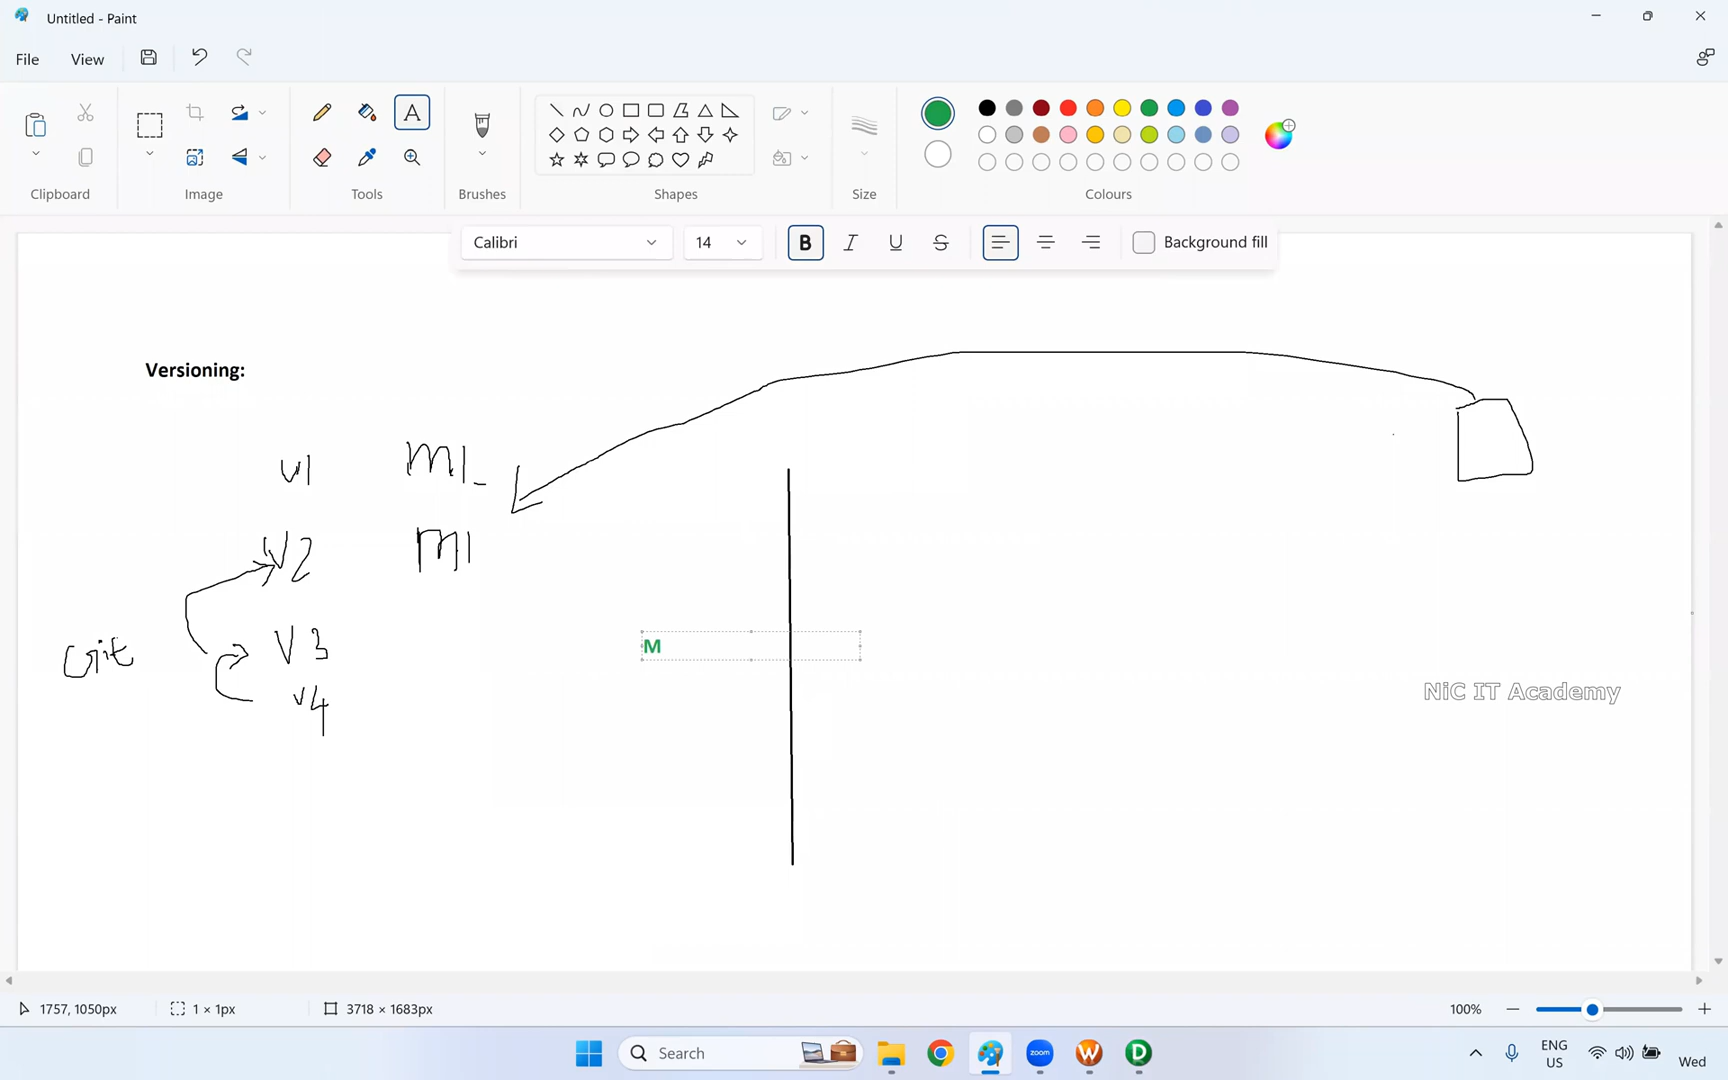 Untitled - Paint
File View
Clipboard Image Tools Brushes Shapes Size Colours
Calibri 14 B I U S Background fill
Versioning:
v1 M1
V2 M1
Git V3
v4
M
NiC IT Academy
1757, 1050px 1 × 1px 3718 × 1683px 100%
Search zoom W D ENG US Wed